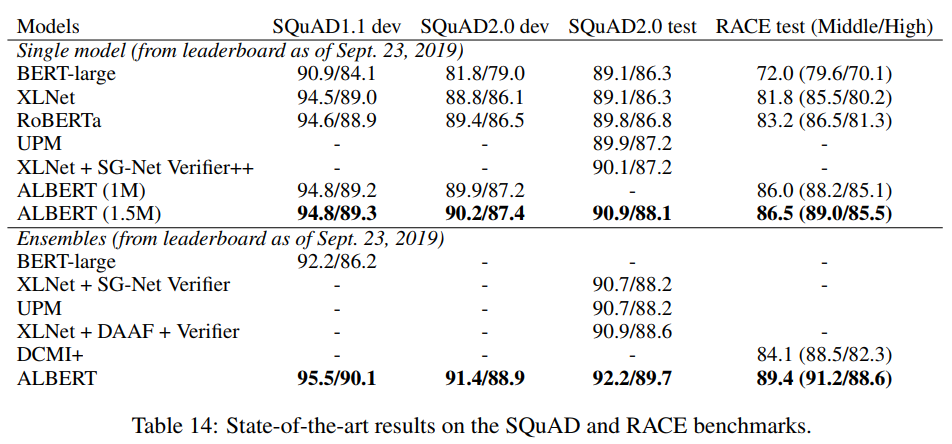 Models SQuAD1.1 dev SQuAD2.0 dev SQuAD2.0 test RACE test (Middle/High)
Single model (from leaderboard as of Sept. 23, 2019)
BERT-large 90.9/84.1 81.8/79.0 89.1/86.3 72.0 (79.6/70.1)
XLNet 94.5/89.0 88.8/86.1 89.1/86.3 81.8 (85.5/80.2)
RoBERTa 94.6/88.9 89.4/86.5 89.8/86.8 83.2 (86.5/81.3)
UPM - - 89.9/87.2 -
XLNet + SG-Net Verifier++ - - 90.1/87.2 -
ALBERT (1M) 94.8/89.2 89.9/87.2 - 86.0 (88.2/85.1)
ALBERT (1.5M) 94.8/89.3 90.2/87.4 90.9/88.1 86.5 (89.0/85.5)
Ensembles (from leaderboard as of Sept. 23, 2019)
BERT-large 92.2/86.2 - - -
XLNet + SG-Net Verifier - - 90.7/88.2 -
UPM - - 90.7/88.2
XLNet + DAAF + Verifier - - 90.9/88.6 -
DCMI+ - - - 84.1 (88.5/82.3)
ALBERT 95.5/90.1 91.4/88.9 92.2/89.7 89.4 (91.2/88.6)
Table 14: State-of-the-art results on the SQuAD and RACE benchmarks.